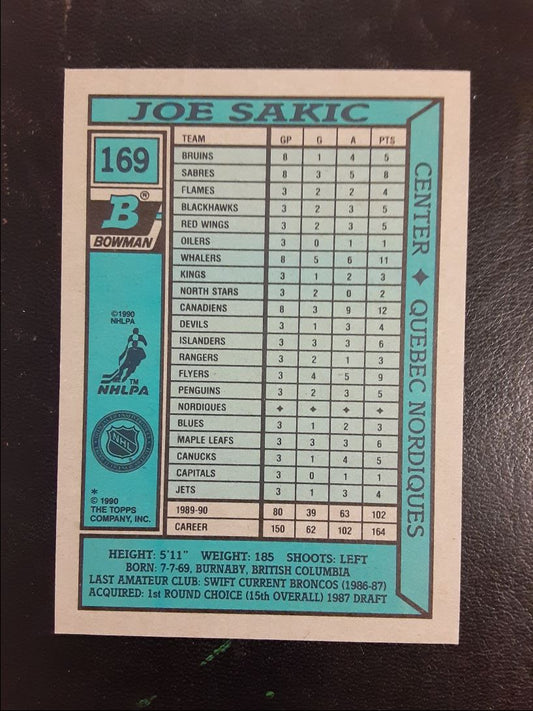 JOE SAKIC
169
B®
BOWMAN
©1990
NHLPA
TM
NHLPA
NHL
*
© 1990
THE TOPPS
COMPANY, INC.
TEAM GP G A PTS
BRUINS 8 1 4 5
SABRES 8 3 5 8
FLAMES 3 2 2 4
BLACKHAWKS 3 2 3 5
RED WINGS 3 2 3 5
OILERS 3 0 1 1
WHALERS 8 5 6 11
KINGS 3 1 2 3
NORTH STARS 3 2 0 2
CANADIENS 8 3 9 12
DEVILS 3 1 3 4
ISLANDERS 3 3 3 6
RANGERS 3 2 1 3
FLYERS 3 4 5 9
PENGUINS 3 2 3 5
NORDIQUES ✦ ✦ ✦ ✦
BLUES 3 1 2 3
MAPLE LEAFS 3 3 3 6
CANUCKS 3 1 4 5
CAPITALS 3 0 1 1
JETS 3 1 3 4
1989-90 80 39 63 102
CAREER 150 62 102 164
CENTER ✦ QUEBEC NORDIQUES
HEIGHT: 5'11" WEIGHT: 185 SHOOTS: LEFT
BORN: 7-7-69, BURNABY, BRITISH COLUMBIA
LAST AMATEUR CLUB: SWIFT CURRENT BRONCOS (1986-87)
ACQUIRED: 1st ROUND CHOICE (15th OVERALL) 1987 DRAFT